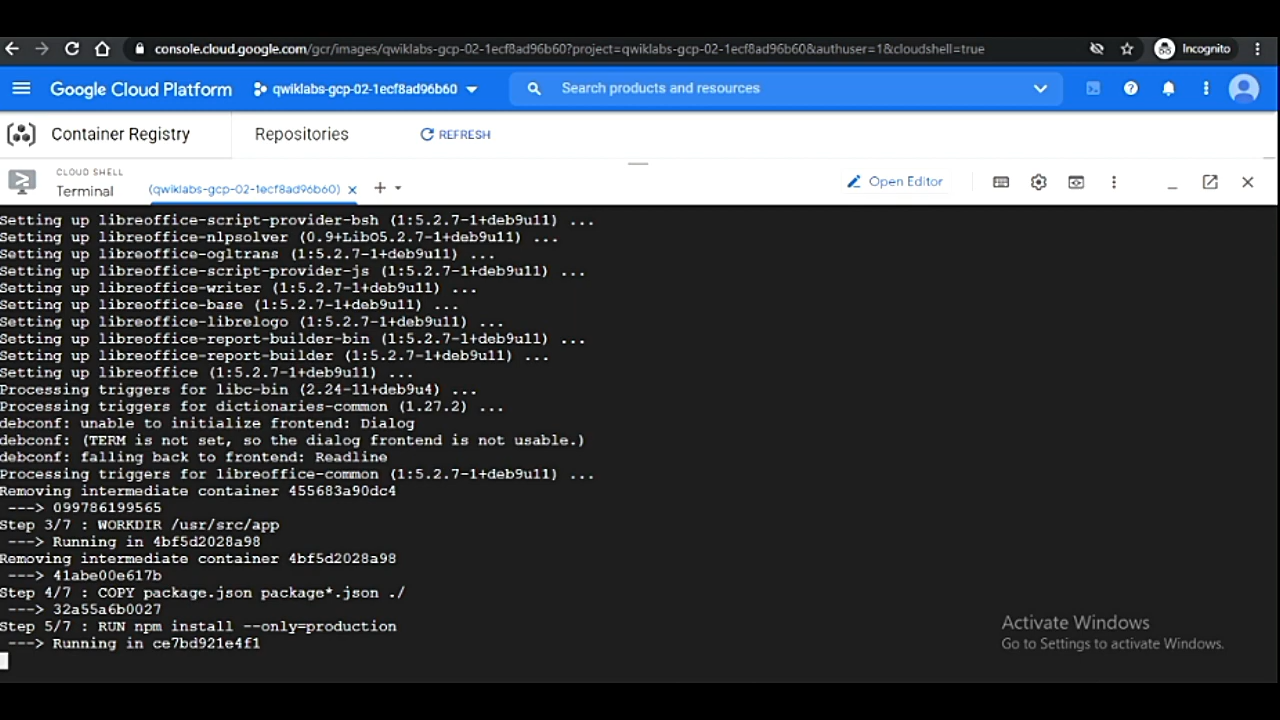 console.cloud.google.com/gcr/images/qwiklabs-gcp-02-1ecf8ad96b60?project=qwiklabs-gcp-02-1ecf8ad96b60&authuser=1&cloudshell=true
Incognito
Google Cloud Platform
qwiklabs-gcp-02-1ecf8ad96b60
Search products and resources
Container Registry
Repositories
REFRESH
CLOUD SHELL
Terminal
(qwiklabs-gcp-02-1ecf8ad96b60)
Open Editor
Setting up libreoffice-script-provider-bsh (1:5.2.7-1+deb9u11) ...
Setting up libreoffice-nlpsolver (0.9+LibO5.2.7-1+deb9u11) ...
Setting up libreoffice-ogltrans (1:5.2.7-1+deb9u11) ...
Setting up libreoffice-script-provider-js (1:5.2.7-1+deb9u11) ...
Setting up libreoffice-writer (1:5.2.7-1+deb9u11) ...
Setting up libreoffice-base (1:5.2.7-1+deb9u11) ...
Setting up libreoffice-librelogo (1:5.2.7-1+deb9u11) ...
Setting up libreoffice-report-builder-bin (1:5.2.7-1+deb9u11) ...
Setting up libreoffice-report-builder (1:5.2.7-1+deb9u11) ...
Setting up libreoffice (1:5.2.7-1+deb9u11) ...
Processing triggers for libc-bin (2.24-11+deb9u4) ...
Processing triggers for dictionaries-common (1.27.2) ...
debconf: unable to initialize frontend: Dialog
debconf: (TERM is not set, so the dialog frontend is not usable.)
debconf: falling back to frontend: Readline
Processing triggers for libreoffice-common (1:5.2.7-1+deb9u11) ...
Removing intermediate container 455683a90dc4
---> 099786199565
Step 3/7 : WORKDIR /usr/src/app
---> Running in 4bf5d2028a98
Removing intermediate container 4bf5d2028a98
---> 41abe00e617b
Step 4/7 : COPY package.json package*.json ./
---> 32a55a6b0027
Step 5/7 : RUN npm install --only=production
---> Running in ce7bd921e4f1
Activate Windows
Go to Settings to activate Windows.